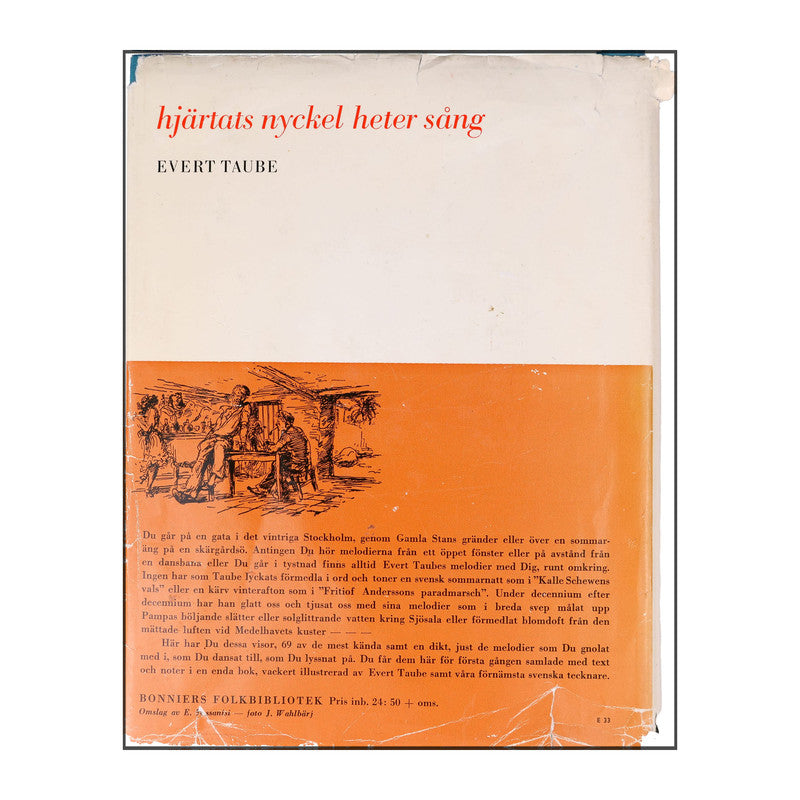 hjärtats nyckel heter sång
EVERT TAUBE
Du går på en gata i det vintriga Stockholm, genom Gamla Stans gränder eller över en sommar-
äng på en skärgårdsö. Antingen Du hör melodierna från ett öppet fönster eller på avstånd från
en dansbana eller Du går i tystnad finns alltid Evert Taubes melodier med Dig, runt omkring.
Ingen har som Taube lyckats förmedla i ord och toner en svensk sommarnatt som i ”Kalle Schewens
vals” eller en kärv vinterafton som i ”Fritiof Anderssons paradmarsch”. Under decennium efter
decennium har han glatt oss och tjusat oss med sina melodier som i breda svep målat upp
Pampas böljande slätter eller solglittrande vatten kring Sjösala eller förmedlat blomdoft från den
mättade luften vid Medelhavets kuster — — —
Här har Du dessa visor, 69 av de mest kända samt en dikt, just de melodier som Du gnolat
med i, som Du dansat till, som Du lyssnat på. Du får dem här för första gången samlade med text
och noter i en enda bok, vackert illustrerad av Evert Taube samt våra förnämsta svenska tecknare.
BONNIERS FOLKBIBLIOTEK Pris inb. 24: 50 + oms.
Omslag av E. — foto J. Wahlbärj
E 33